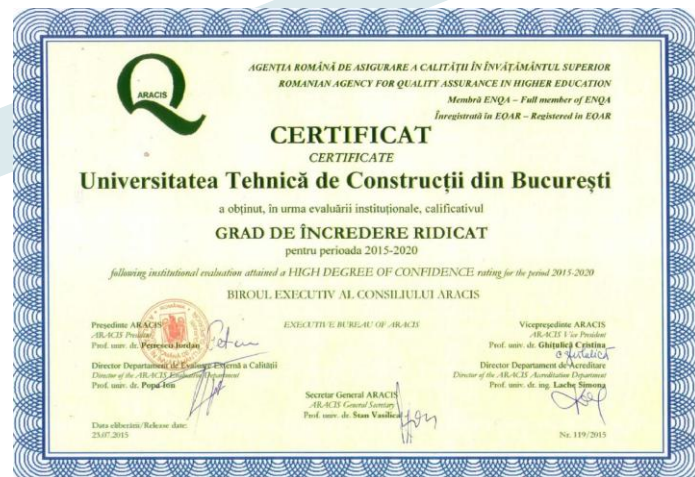 ARACIS
AGENȚIA ROMÂNĂ DE ASIGURARE A CALITĂȚII ÎN ÎNVĂȚĂMÂNTUL SUPERIOR
ROMANIAN AGENCY FOR QUALITY ASSURANCE IN HIGHER EDUCATION
Membră ENQA – Full member of ENQA
Înregistrată în EQAR – Registered in EQAR
CERTIFICAT
CERTIFICATE
Universitatea Tehnică de Construcții din București
a obținut, în urma evaluării instituționale, calificativul
GRAD DE ÎNCREDERE RIDICAT
pentru perioada 2015-2020
following institutional evaluation attained a HIGH DEGREE OF CONFIDENCE rating for the period 2015-2020
BIROUL EXECUTIV AL CONSILIULUI ARACIS
EXECUTIVE BUREAU OF ARACIS
Președinte ARACIS
ARACIS President
Prof. univ. dr. Iordan
Director Departament de Evaluare Externă a Calității
Director of the ARACIS Department
Prof. univ. dr. Popa Ion
Data eliberării/Release date:
25.07.2015
Secretar General ARACIS
ARACIS General Secretary
Prof. univ. dr. Stan Vasilica
Vicepreședinte ARACIS
ARACIS Vice President
Prof. univ. dr. Ghițulică Cristina
Director Departament de Acreditare
Director of the ARACIS Accreditation Department
Prof. univ. dr. ing. Lache Simona
Nr. 119/2015